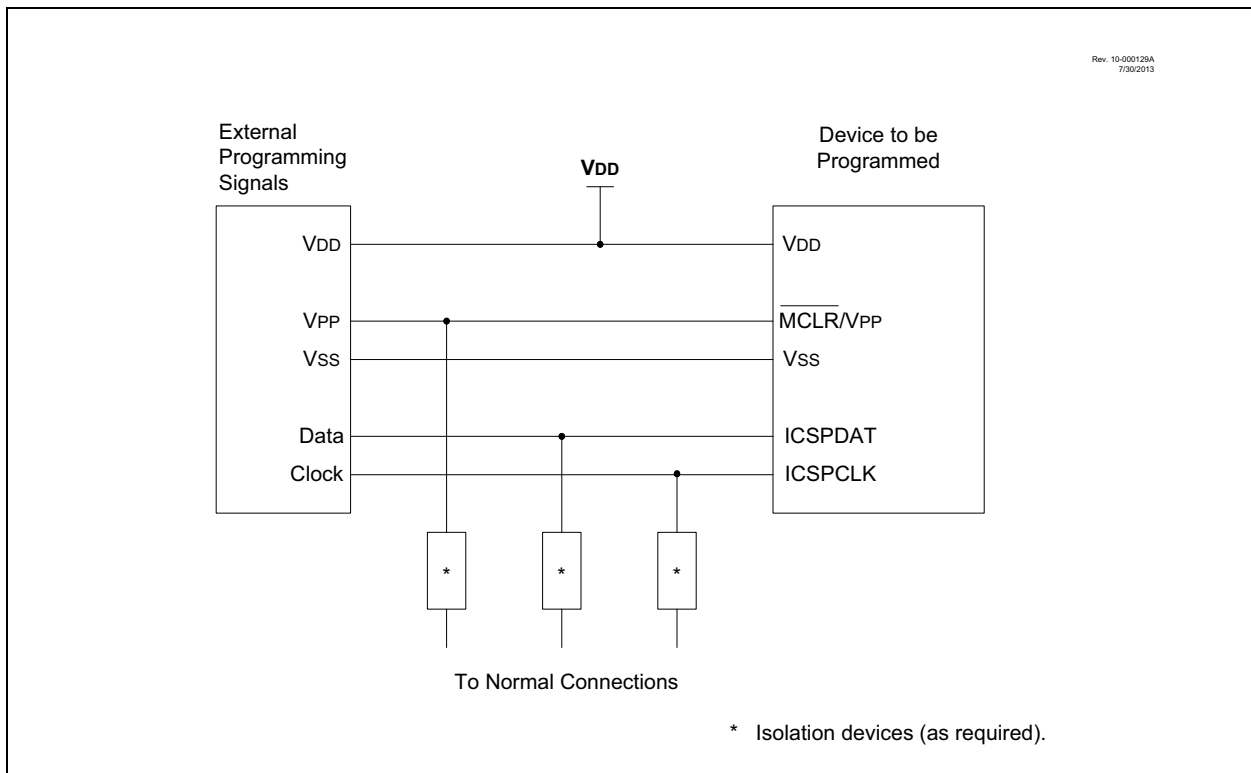 Rev. 10-000129A
7/30/2013
External
Programming
Signals
VDD
Device to be
Programmed
VDD
VDD
VPP
MCLR/VPP
VSS
VSS
Data
ICSPDAT
Clock
ICSPCLK
*
*
*
To Normal Connections
* Isolation devices (as required).